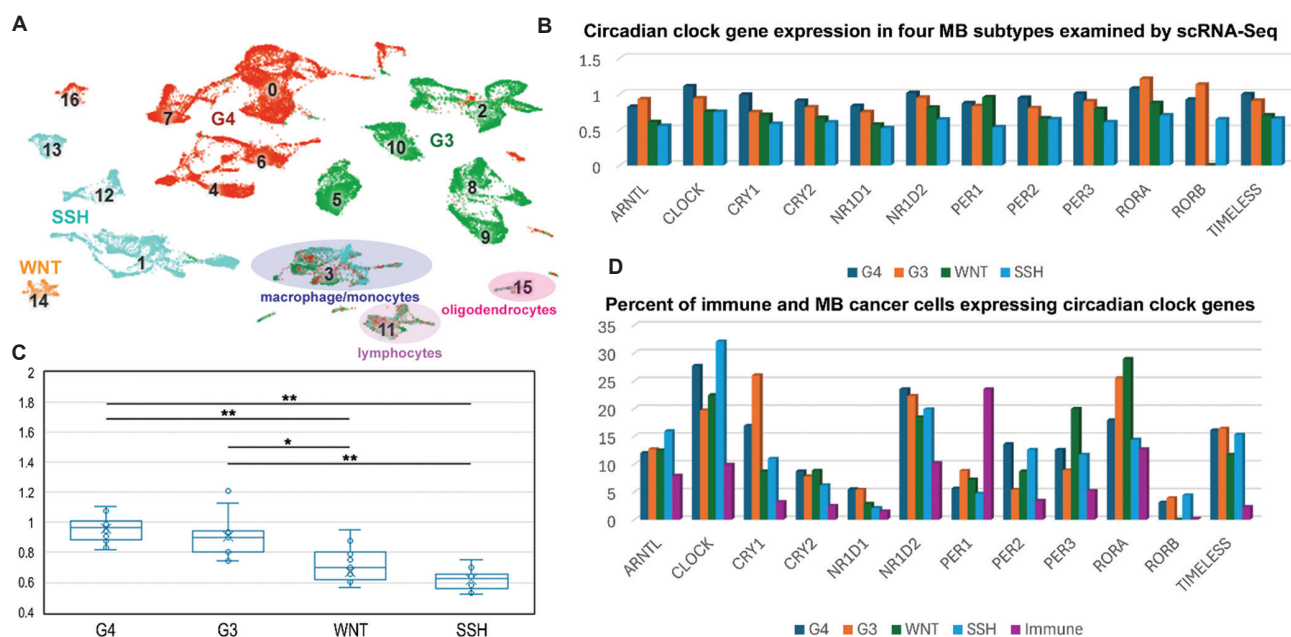 A
16
13
12
SSH
1
WNT
14
7
G4
0
6
4
2
10
G3
5
8
9
3
macrophage/monocytes
15
oligodendrocytes
11
lymphocytes
B
Circadian clock gene expression in four MB subtypes examined by scRNA-Seq
1.5
1
0.5
0
ARNTL
CLOCK
CRY1
CRY2
NR1D1
NR1D2
PER1
PER2
PER3
RORA
RORB
TIMELESS
G4 G3 WNT SSH
C
2
1.8
1.6
1.4
1.2
1
0.8
0.6
0.4
**
**
*
**
G4 G3 WNT SSH
D
Percent of immune and MB cancer cells expressing circadian clock genes
35
30
25
20
15
10
5
0
ARNTL
CLOCK
CRY1
CRY2
NR1D1
NR1D2
PER1
PER2
PER3
RORA
RORB
TIMELESS
G4 G3 WNT SSH Immune